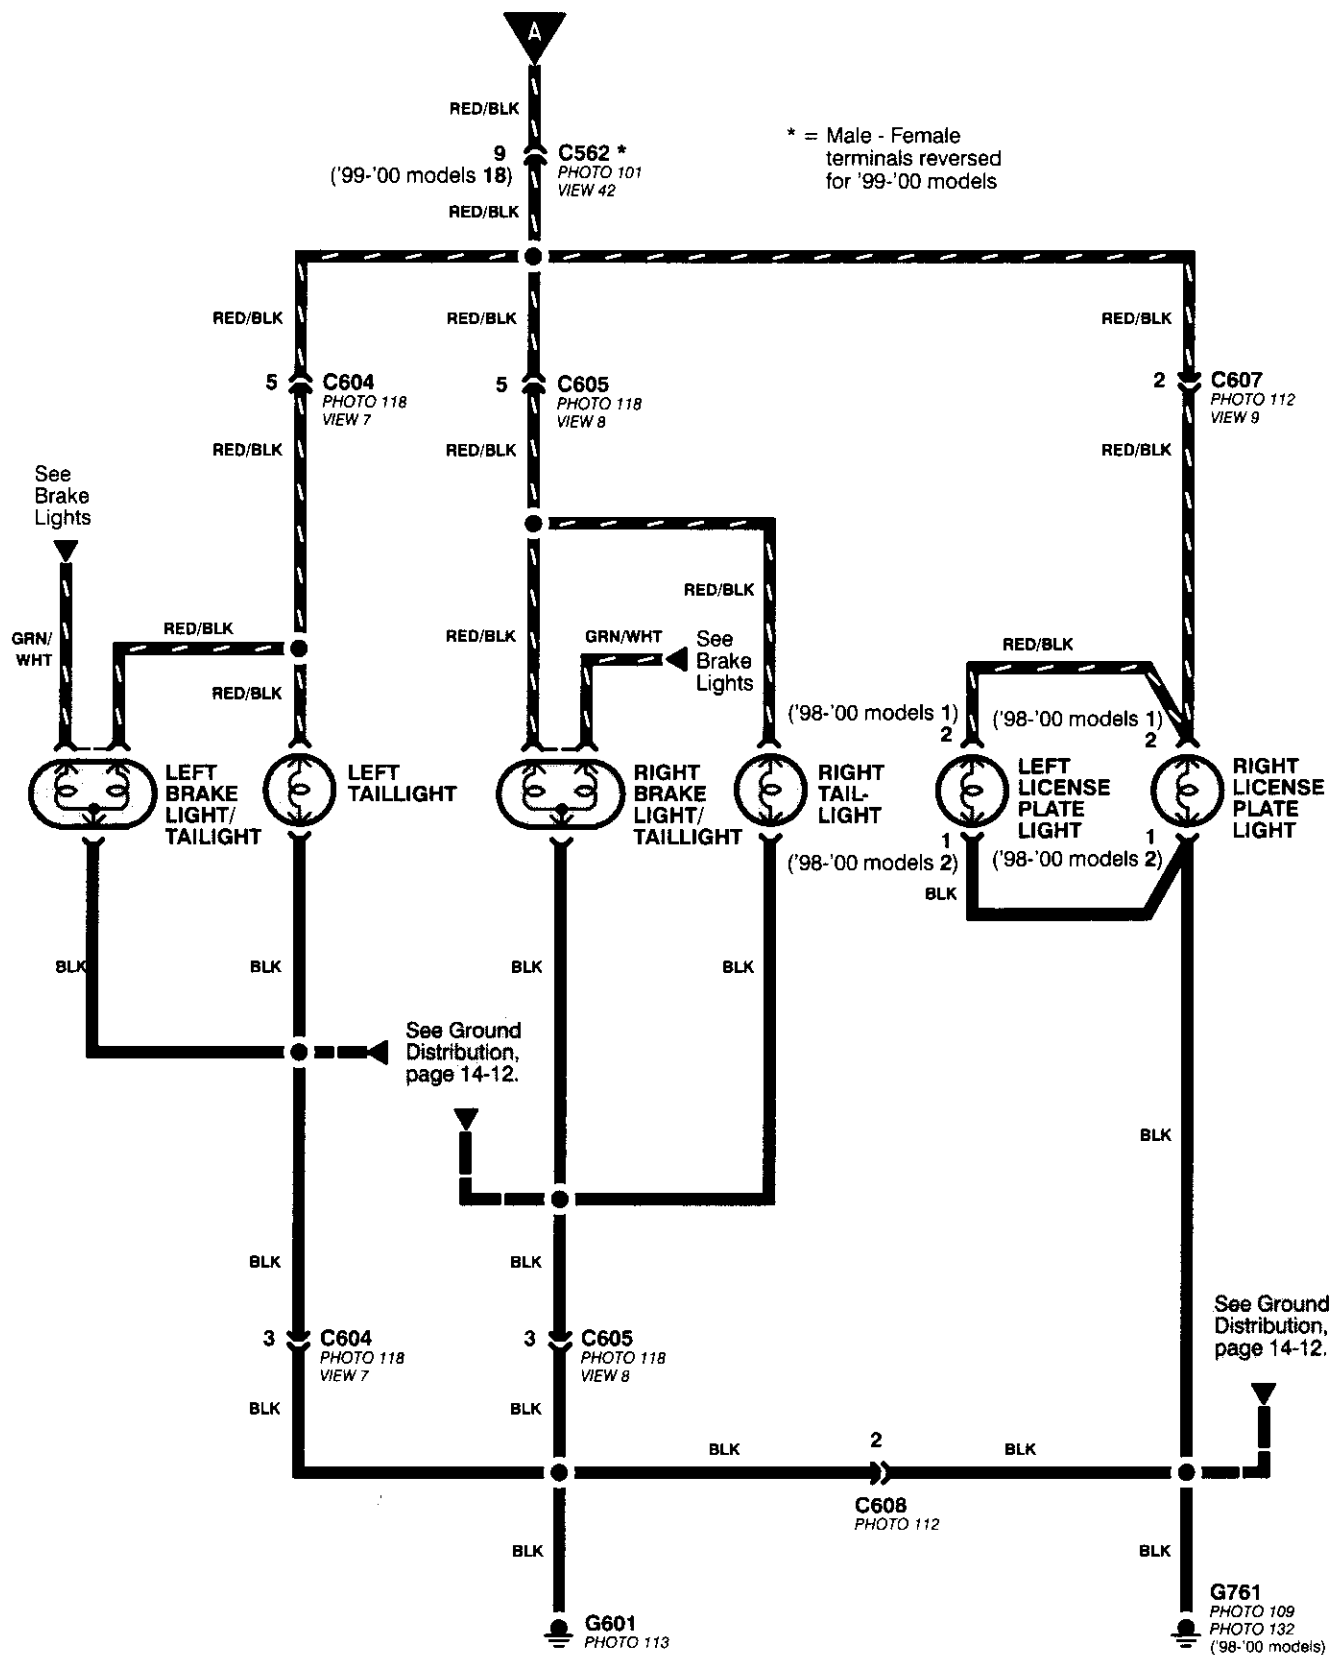 A
RED/BLK
9
('99-'00 models 18)
C562 *
PHOTO 101
VIEW 42
* = Male - Female
terminals reversed
for '99-'00 models
RED/BLK
RED/BLK
RED/BLK
RED/BLK
5
C604
PHOTO 118
VIEW 7
5
C605
PHOTO 118
VIEW 8
2
C607
PHOTO 112
VIEW 9
RED/BLK
RED/BLK
RED/BLK
See
Brake
Lights
RED/BLK
GRN/
WHT
RED/BLK
RED/BLK
RED/BLK
GRN/WHT
See
Brake
Lights
RED/BLK
('98-'00 models 1)
2
('98-'00 models 1)
2
LEFT
BRAKE
LIGHT/
TAILIGHT
LEFT
TAILLIGHT
RIGHT
BRAKE
LIGHT/
TAILLIGHT
RIGHT
TAIL-
LIGHT
LEFT
LICENSE
PLATE
LIGHT
RIGHT
LICENSE
PLATE
LIGHT
1
('98-'00 models 2)
1
('98-'00 models 2)
BLK
BLK
BLK
BLK
BLK
See Ground
Distribution,
page 14-12.
BLK
BLK
BLK
3
C604
PHOTO 118
VIEW 7
3
C605
PHOTO 118
VIEW 8
See Ground
Distribution,
page 14-12.
BLK
BLK
BLK
2
BLK
C608
PHOTO 112
BLK
BLK
G601
PHOTO 113
G761
PHOTO 109
PHOTO 132
('98-'00 models)